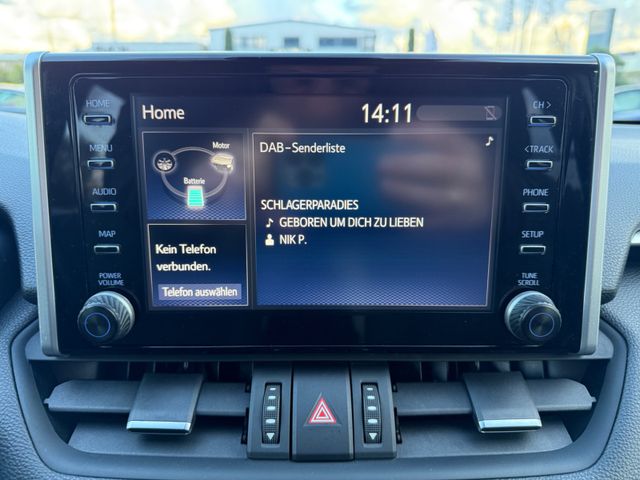 HOME
MENU
AUDIO
MAP
POWER
VOLUME
Home
14:11
Motor
Batterie
Kein Telefon
verbunden.
Telefon auswählen
DAB-Senderliste
SCHLAGERPARADIES
GEBOREN UM DICH ZU LIEBEN
NIK P.
CH >
< TRACK
PHONE
SETUP
TUNE
SCROLL